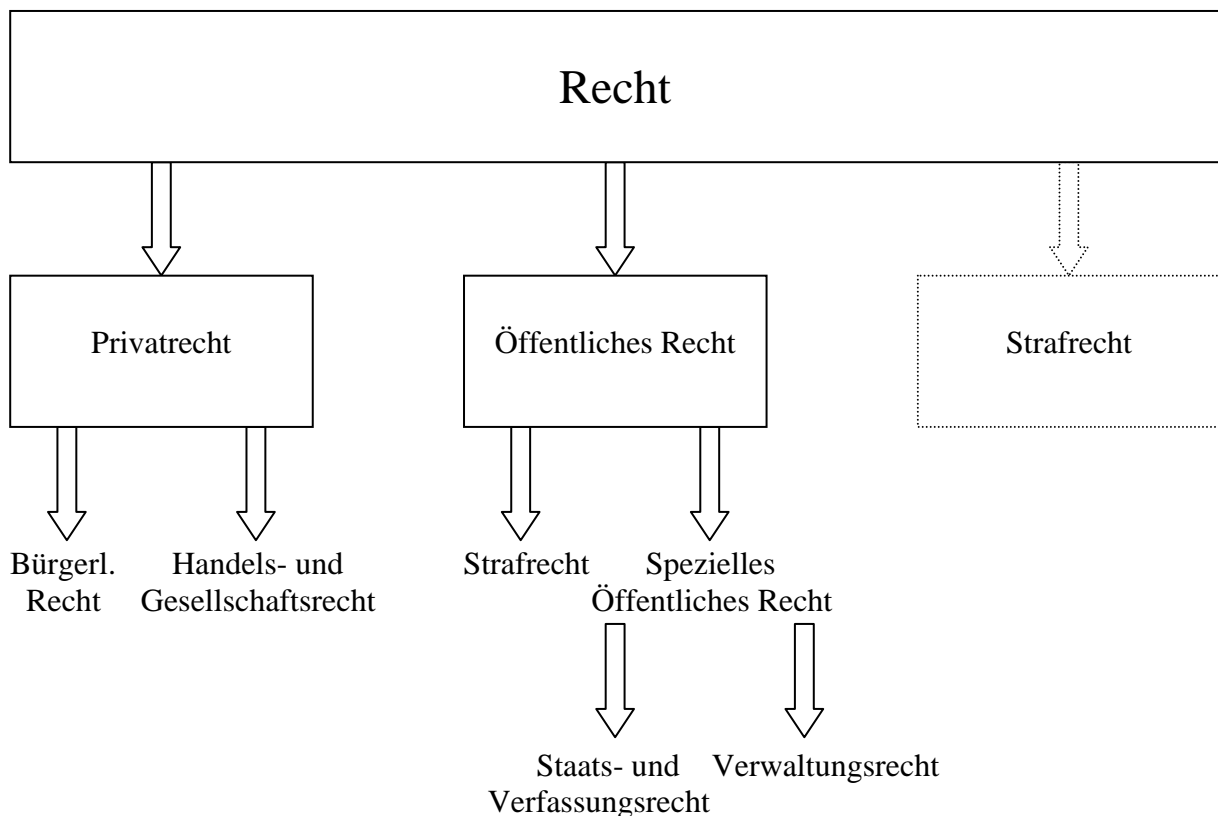 Recht
Privatrecht
Öffentliches Recht
Strafrecht
Bürgerl.
Recht
Handels- und
Gesellschaftsrecht
Strafrecht
Spezielles
Öffentliches Recht
Staats- und
Verfassungsrecht
Verwaltungsrecht